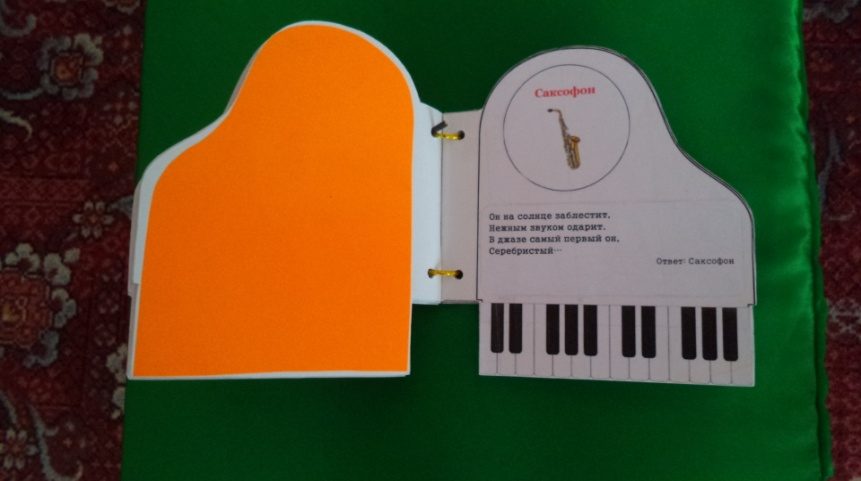 Саксофон
Он на солнце заблестит,
Нежным звуком одарит.
В джазе самый первый он,
Серебристый…
Ответ: Саксофон